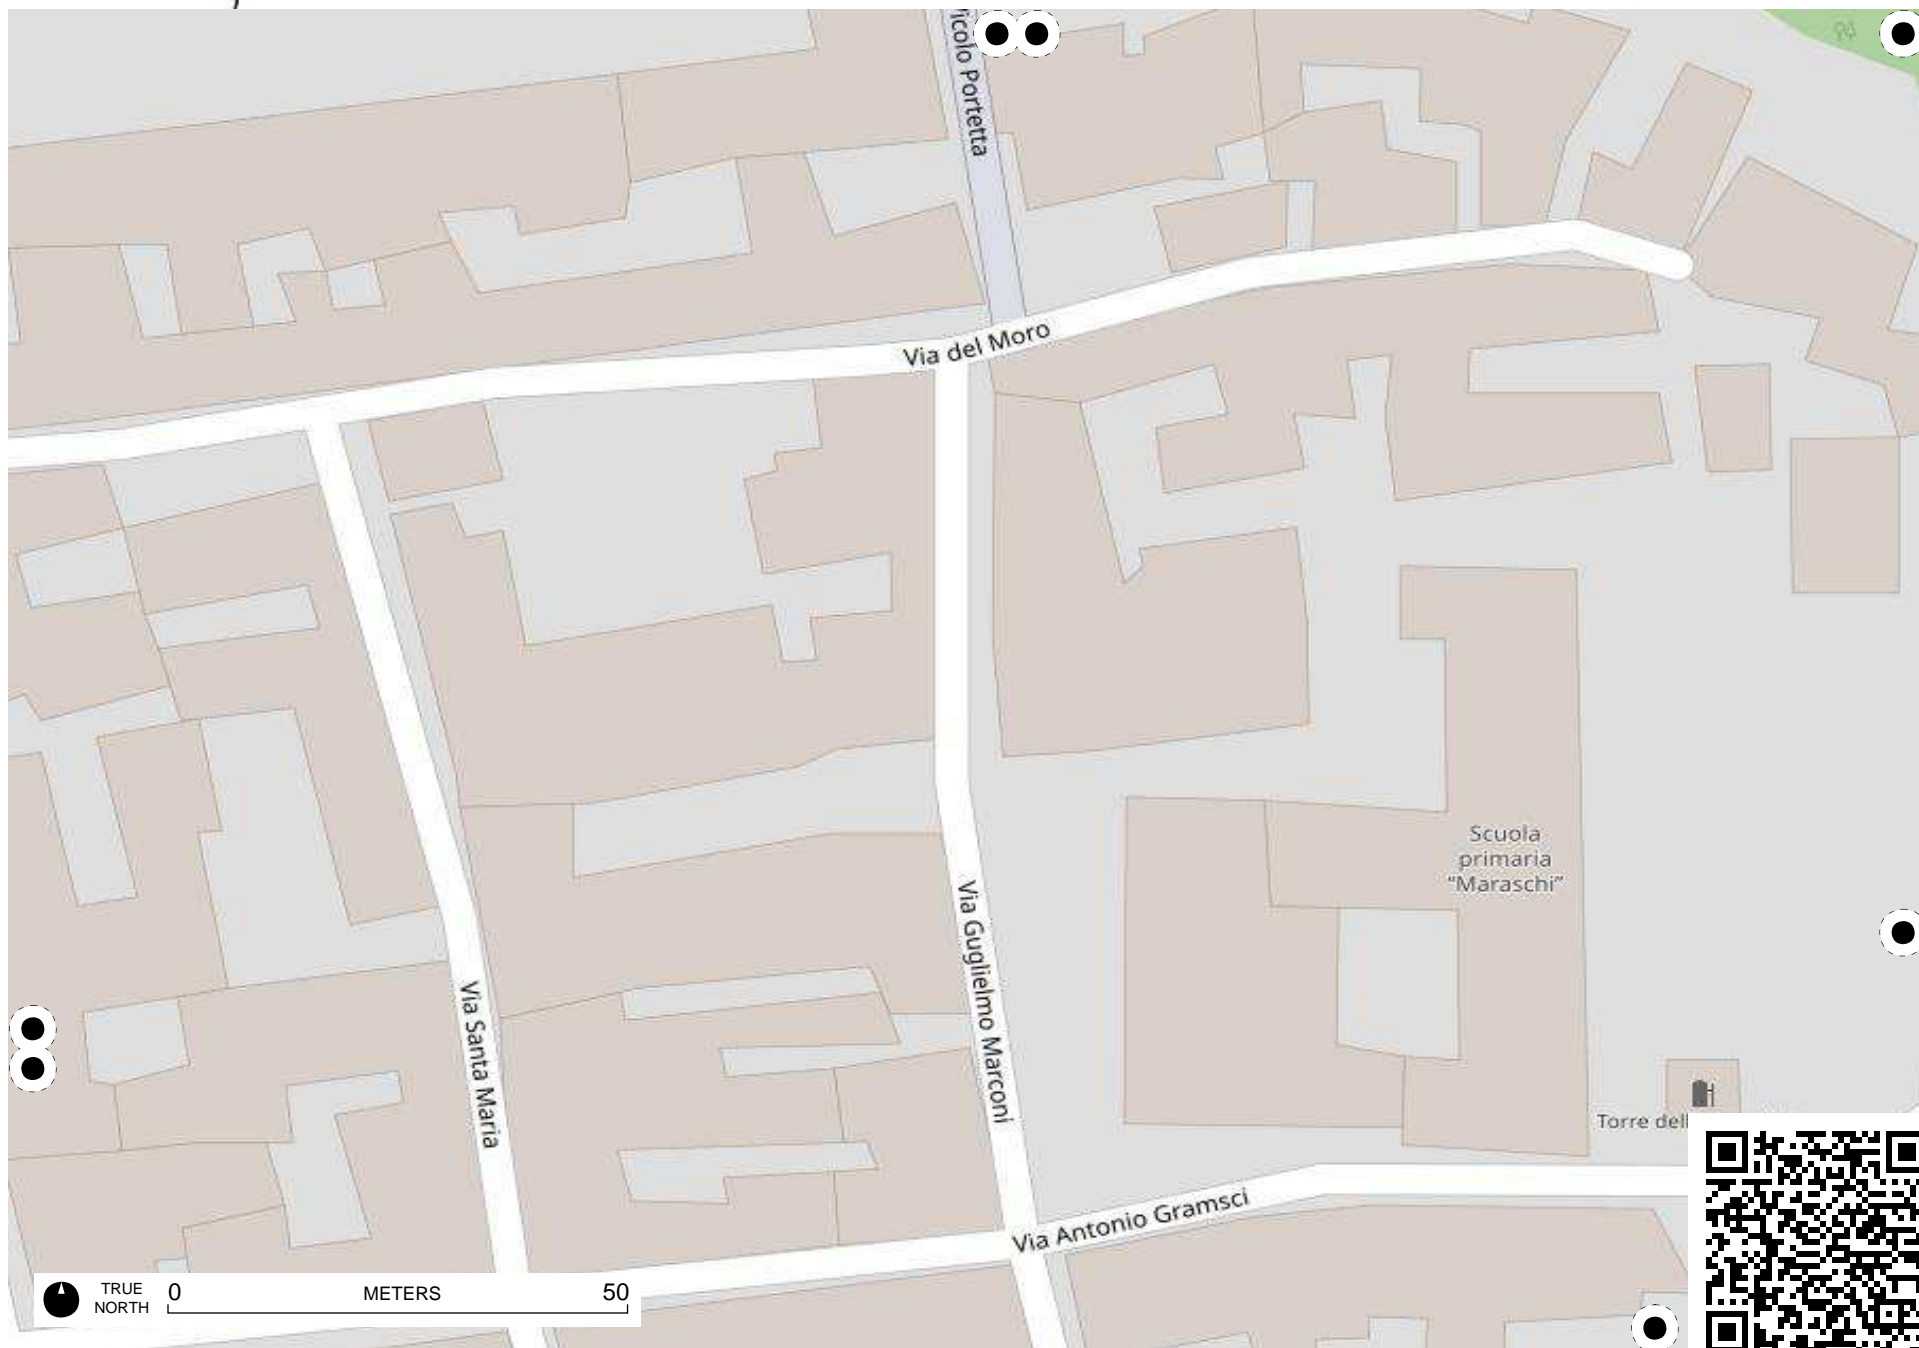 Vicolo Portetta
Via del Moro
Scuola
primaria
“Maraschi”
Via Guglielmo Marconi
Via Santa Maria
Torre dell
Via Antonio Gramsci
TRUE
NORTH
0
METERS
50